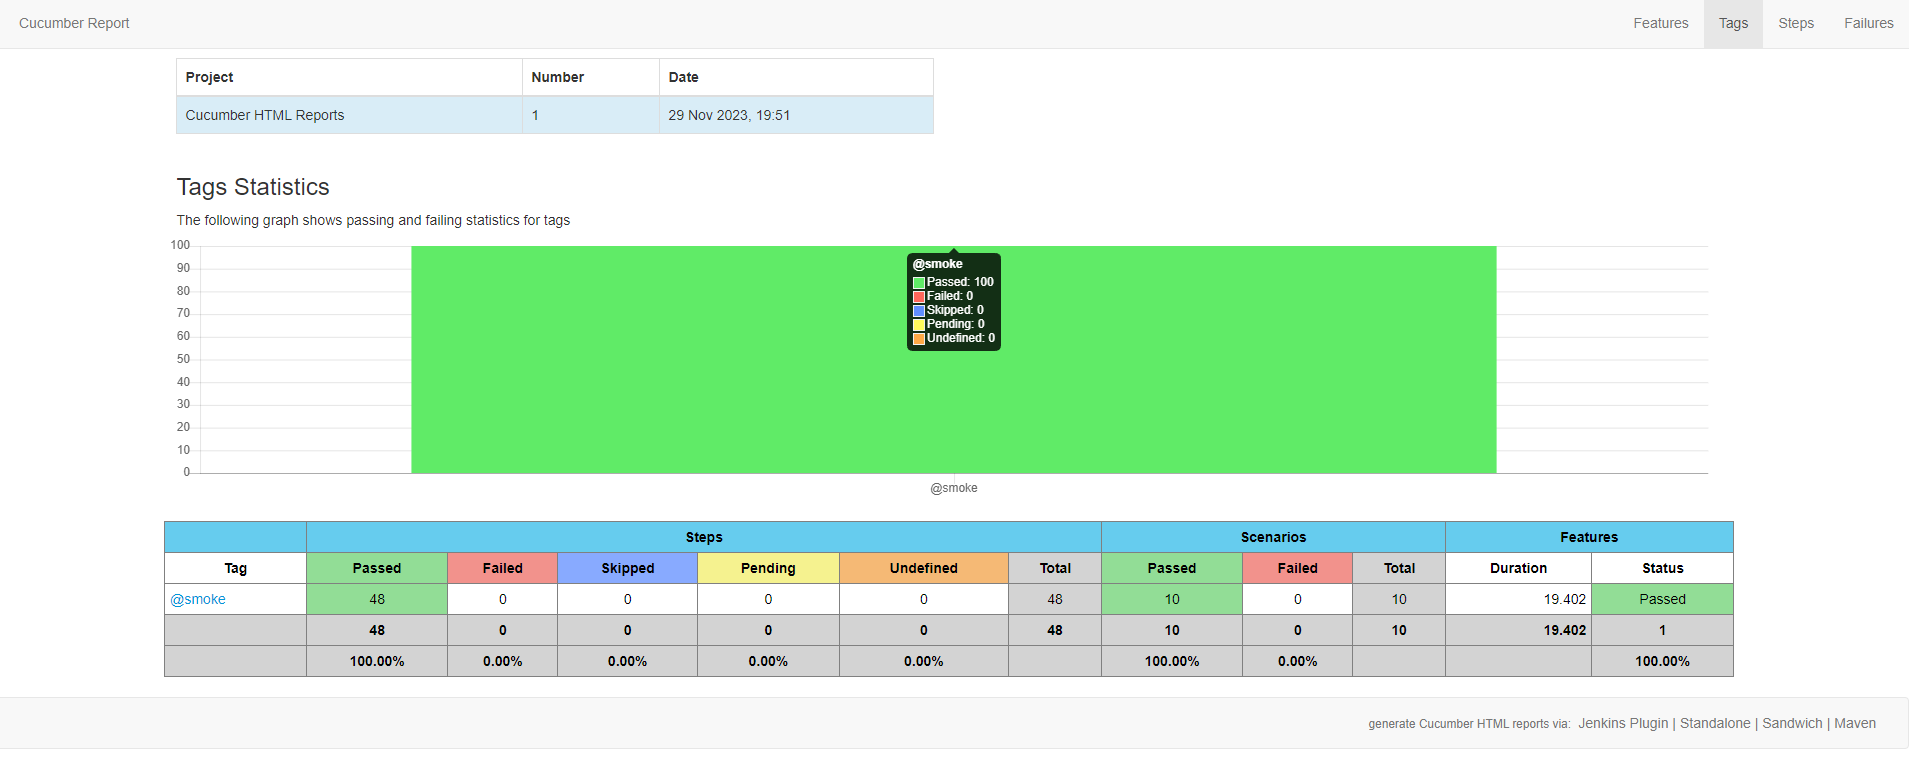 Cucumber Report Features Tags Steps Failures
Project Number Date
Cucumber HTML Reports 1 29 Nov 2023, 19:51
Tags Statistics
The following graph shows passing and failing statistics for tags
100
90
80
70
60
50
40
30
20
10
0
@smoke
Passed: 100
Failed: 0
Skipped: 0
Pending: 0
Undefined: 0
@smoke
Steps Scenarios Features
Tag Passed Failed Skipped Pending Undefined Total Passed Failed Total Duration Status
@smoke 48 0 0 0 0 48 10 0 10 19.402 Passed
48 0 0 0 0 48 10 0 10 19.402 1
100.00% 0.00% 0.00% 0.00% 0.00% 100.00% 0.00% 100.00%
generate Cucumber HTML reports via: Jenkins Plugin | Standalone | Sandwich | Maven